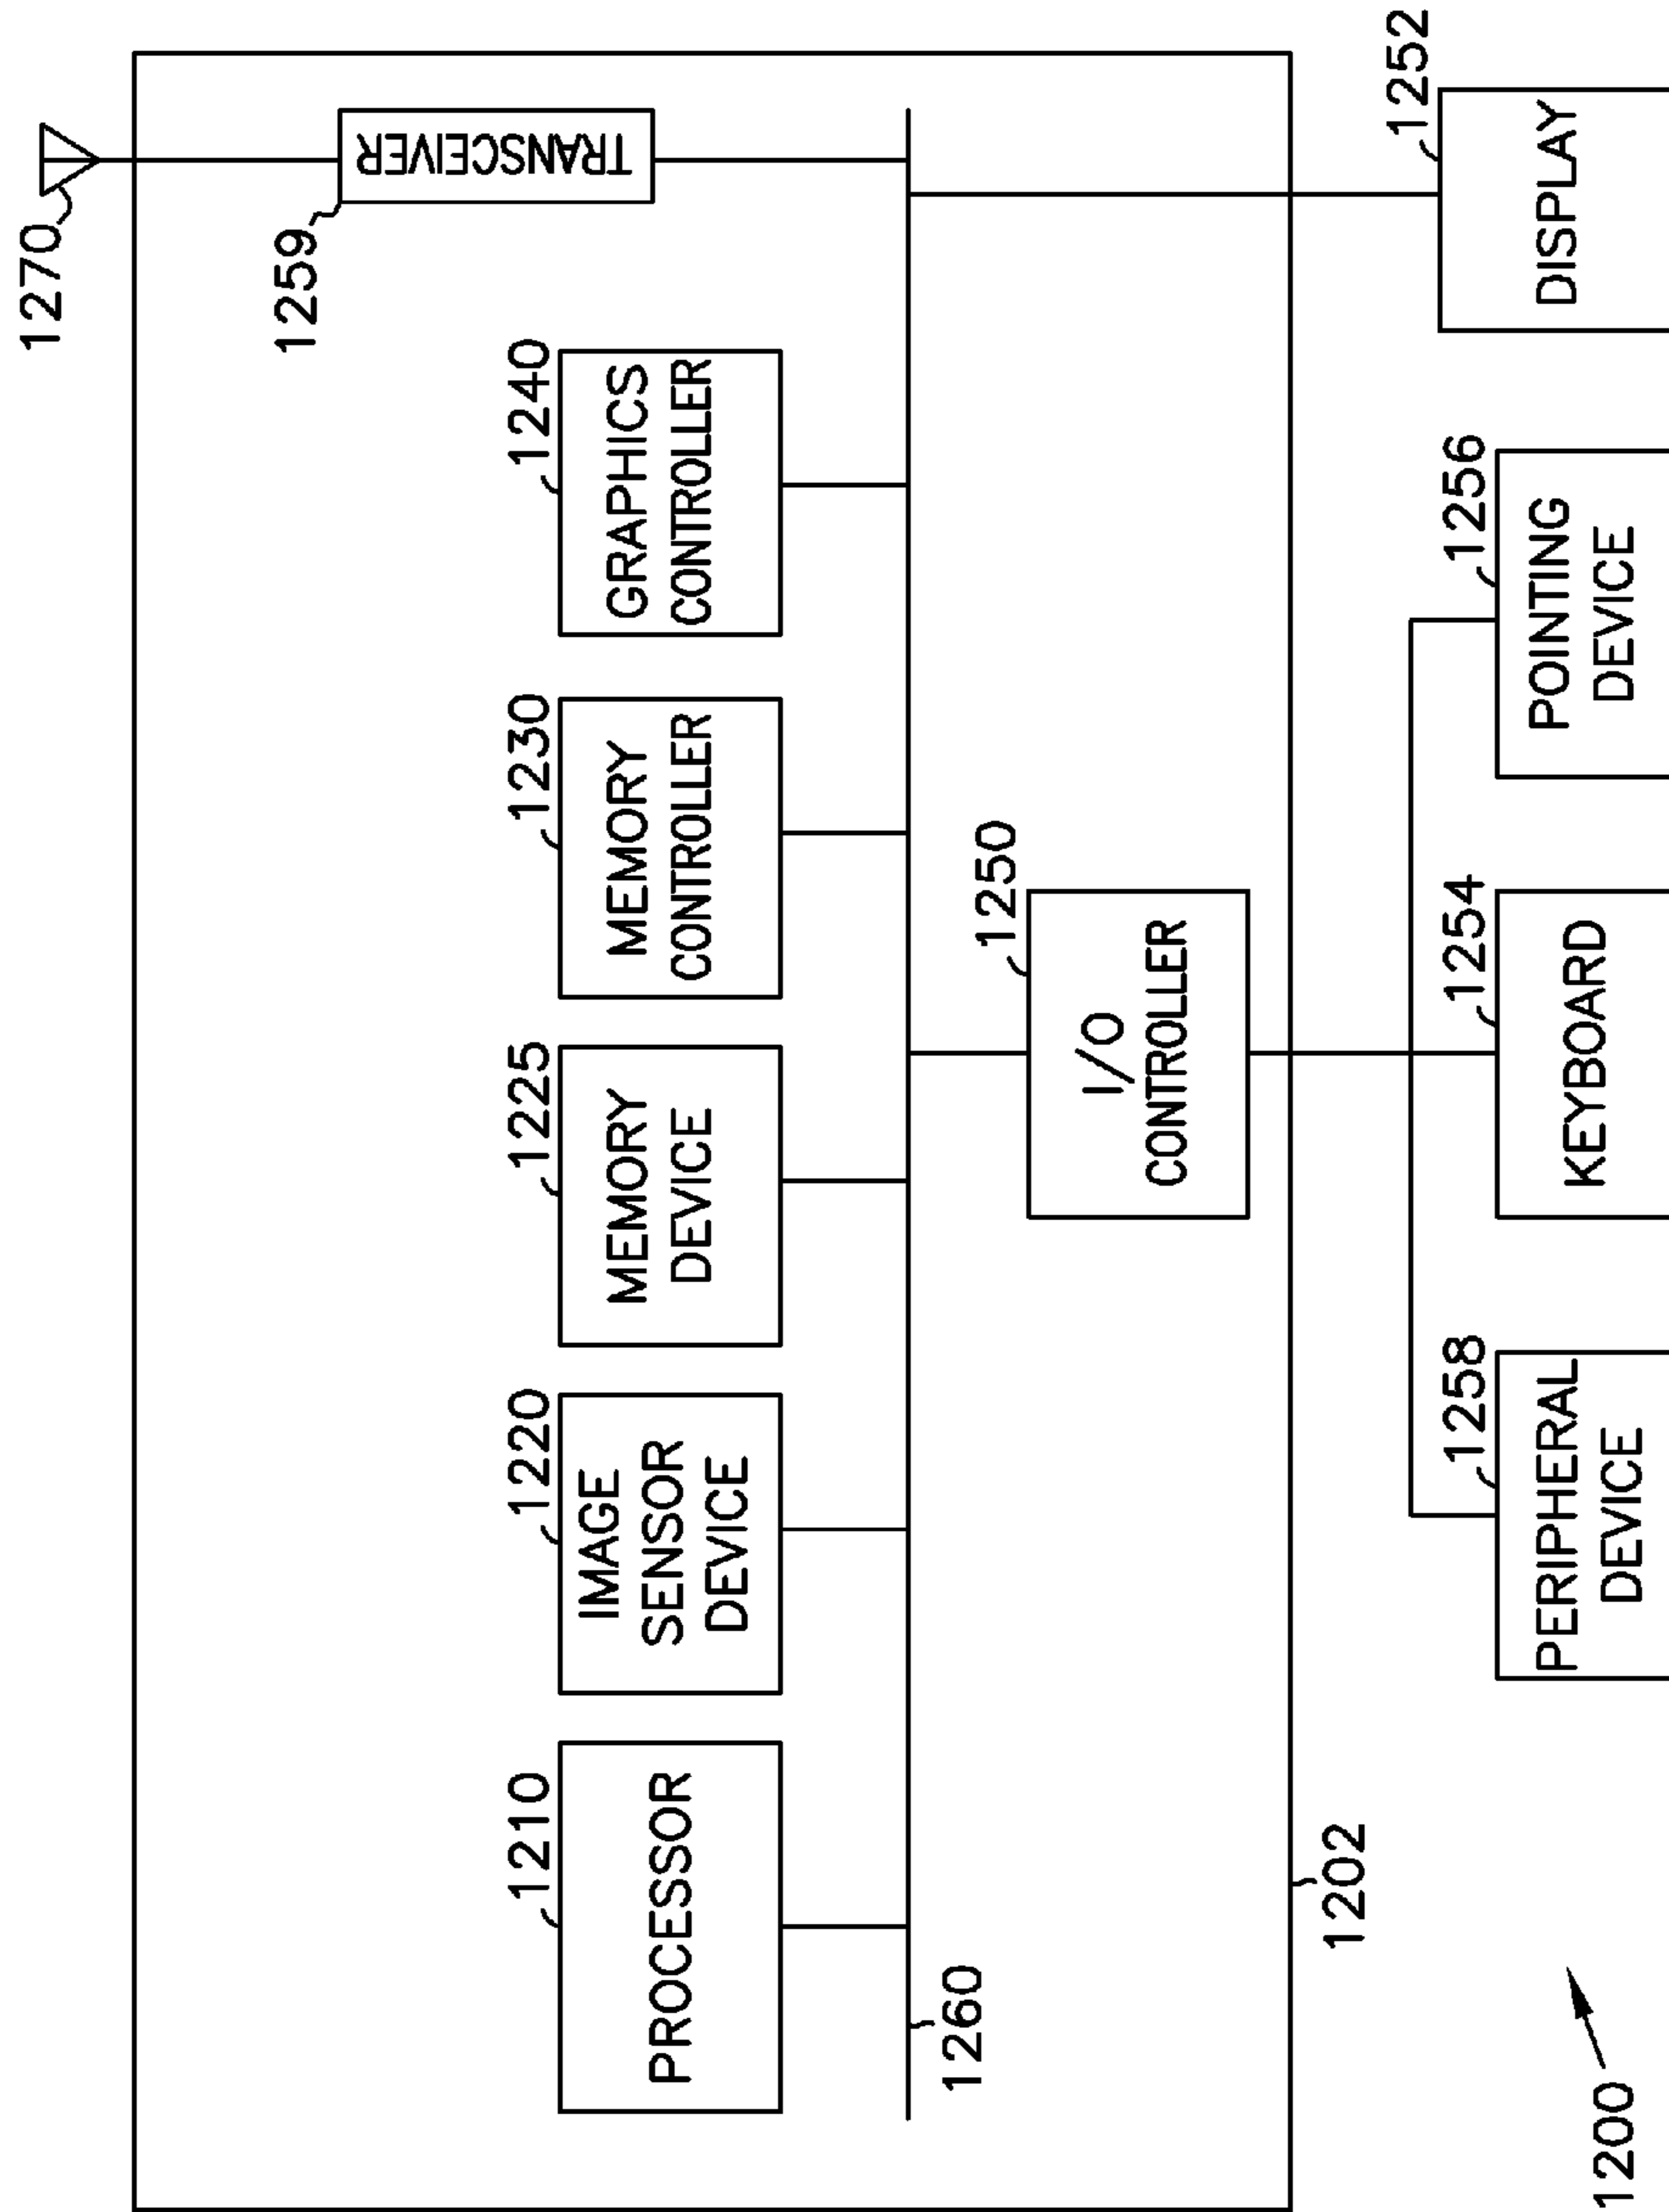 1270
1259
TRANSCEIVER
1210
PROCESSOR
1220
IMAGE
SENSOR
DEVICE
1225
MEMORY
DEVICE
1230
MEMORY
CONTROLLER
1240
GRAPHICS
CONTROLLER
1260
1250
I/O
CONTROLLER
1202
1258
PERIPHERAL
DEVICE
1254
KEYBOARD
1256
POINTING
DEVICE
1252
DISPLAY
1200